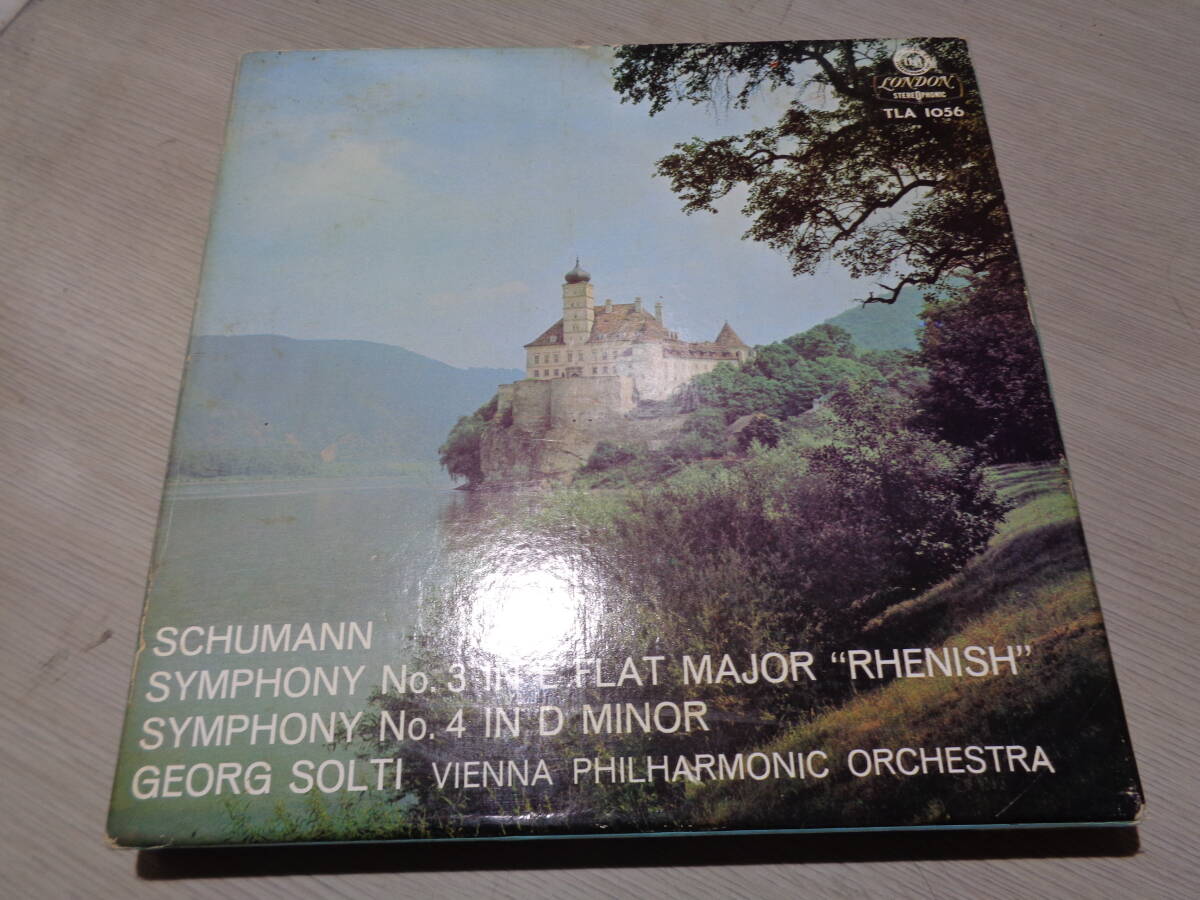 LONDON
STEREOPHONIC
TLA 1056
SCHUMANN
SYMPHONY No. 3 IN E FLAT MAJOR “RHENISH”
SYMPHONY No. 4 IN D MINOR
GEORG SOLTI VIENNA PHILHARMONIC ORCHESTRA